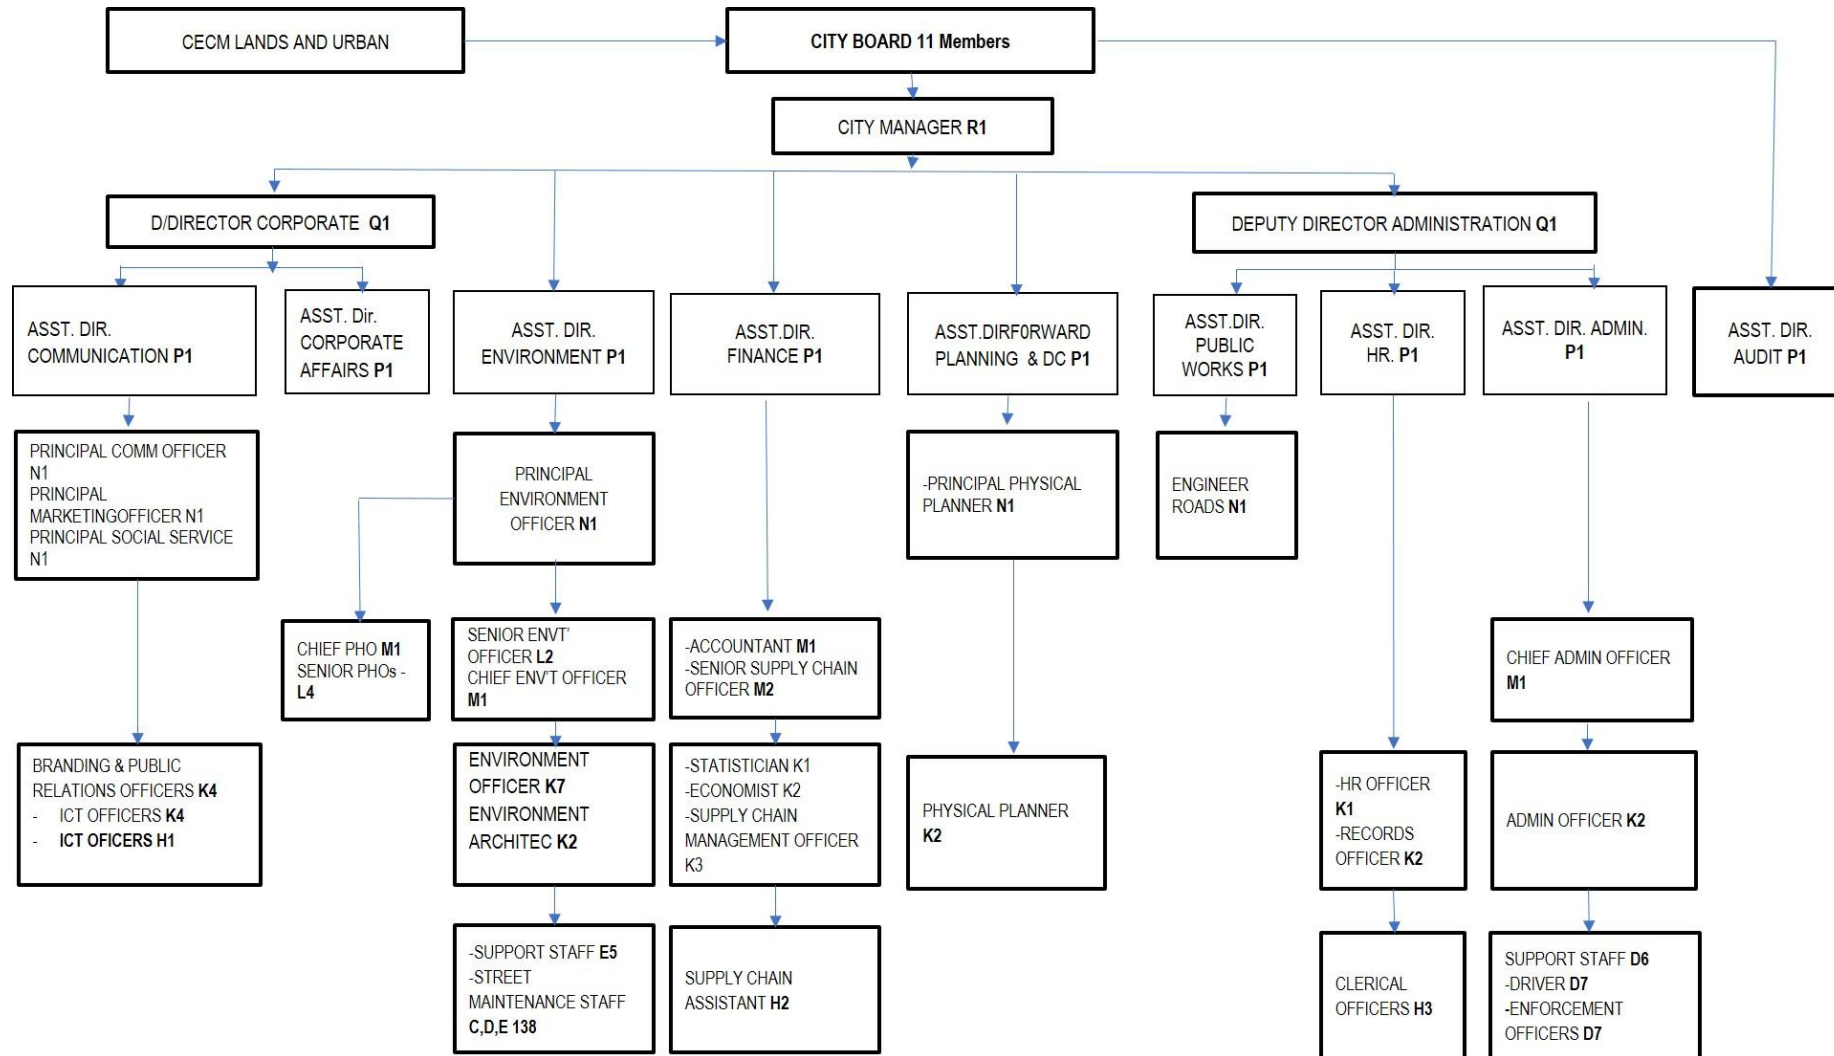 CECM LANDS AND URBAN
CITY BOARD 11 Members
CITY MANAGER R1
D/DIRECTOR CORPORATE Q1
DEPUTY DIRECTOR ADMINISTRATION Q1
ASST. DIR.
COMMUNICATION P1
ASST. Dir.
CORPORATE
AFFAIRS P1
ASST. DIR.
ENVIRONMENT P1
ASST.DIR.
FINANCE P1
ASST.DIRF0RWARD
PLANNING & DC P1
ASST.DIR.
PUBLIC
WORKS P1
ASST. DIR.
HR. P1
ASST. DIR. ADMIN.
P1
ASST. DIR.
AUDIT P1
PRINCIPAL COMM OFFICER
N1
PRINCIPAL
MARKETINGOFFICER N1
PRINCIPAL SOCIAL SERVICE
N1
PRINCIPAL
ENVIRONMENT
OFFICER N1
-PRINCIPAL PHYSICAL
PLANNER N1
ENGINEER
ROADS N1
CHIEF PHO M1
SENIOR PHOs -
L4
SENIOR ENVT'
OFFICER L2
CHIEF ENV'T OFFICER
M1
-ACCOUNTANT M1
-SENIOR SUPPLY CHAIN
OFFICER M2
CHIEF ADMIN OFFICER
M1
BRANDING & PUBLIC
RELATIONS OFFICERS K4
- ICT OFFICERS K4
- ICT OFICERS H1
ENVIRONMENT
OFFICER K7
ENVIRONMENT
ARCHITEC K2
-STATISTICIAN K1
-ECONOMIST K2
-SUPPLY CHAIN
MANAGEMENT OFFICER
K3
PHYSICAL PLANNER
K2
-HR OFFICER
K1
-RECORDS
OFFICER K2
ADMIN OFFICER K2
-SUPPORT STAFF E5
-STREET
MAINTENANCE STAFF
C,D,E 138
SUPPLY CHAIN
ASSISTANT H2
CLERICAL
OFFICERS H3
SUPPORT STAFF D6
-DRIVER D7
-ENFORCEMENT
OFFICERS D7